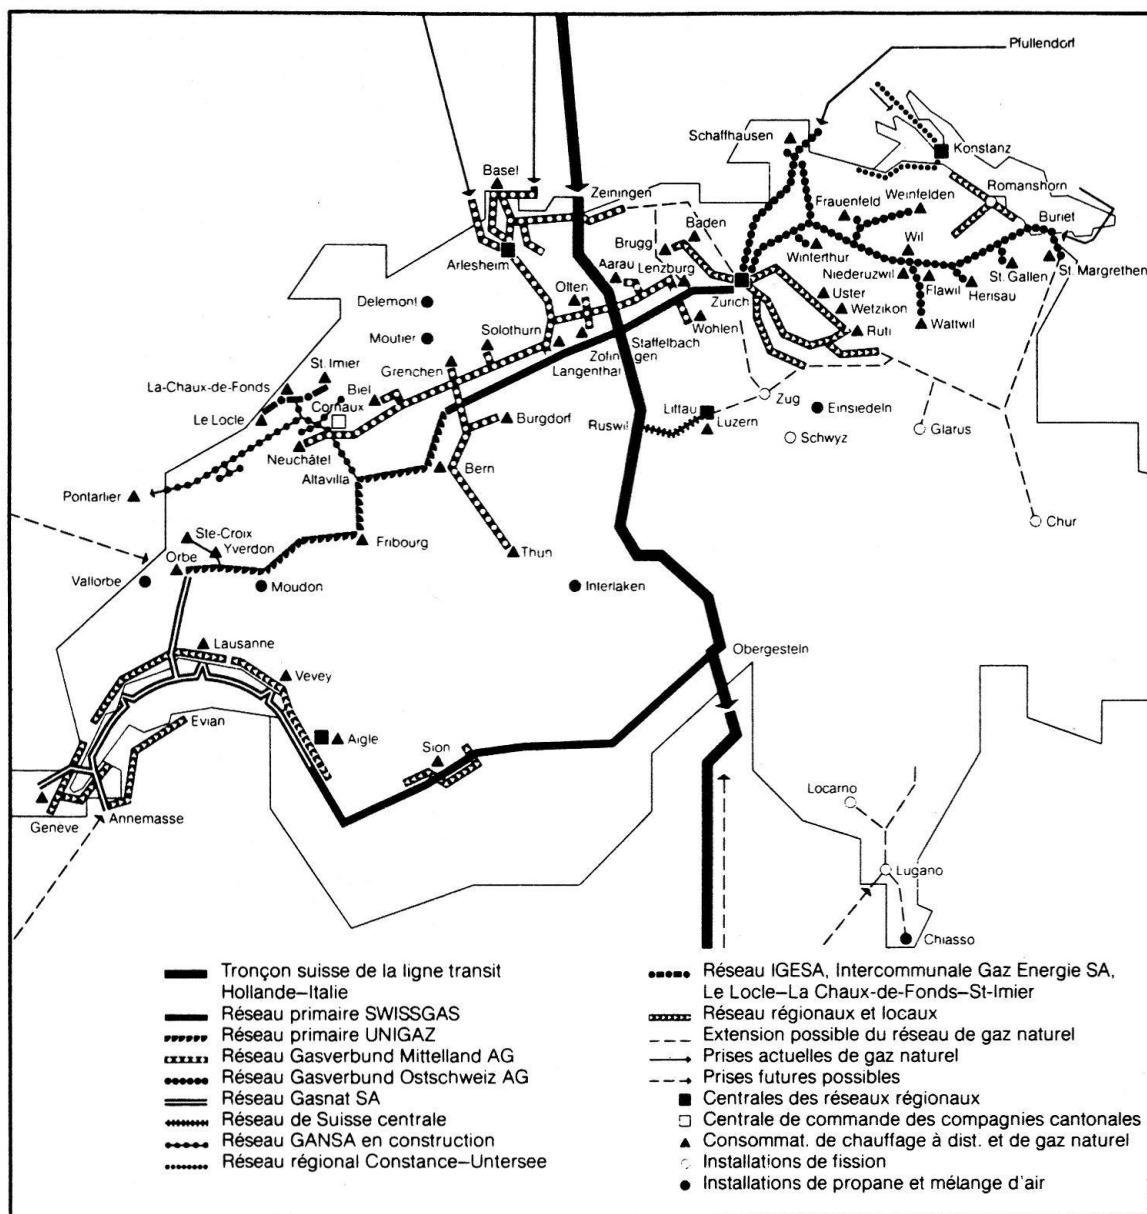 Pfullendorf
Schaffhausen
Konstanz
Basel
Zeiningen
Romanshorn
Frauenfeld
Weinfelden
Buriet
Baden
Brugg
Wil
Winterthur
Arlesheim
Aarau
Lenzburg
Niederuzwil
St. Gallen
St. Margrethen
Olten
Flawil
Herisau
Delemont
Zürich
Uster
Wetzikon
Solothurn
Wohlen
Rüti
Wattwil
Moutier
Staffelbach
Zofingen
Langenthal
St. Imier
Grenchen
La-Chaux-de-Fonds
Biel
Cornaux
Le Locle
Burgdorf
Ruswil
Littau
Luzern
Zug
Einsiedeln
Schwyz
Glarus
Neuchâtel
Altavilla
Bern
Pontarlier
Chur
Ste-Croix
Yverdon
Fribourg
Thun
Orbe
Vallorbe
Moudon
Interlaken
Lausanne
Obergesteln
Vevey
Evian
Aigle
Sion
Locarno
Genève
Annemasse
Lugano
Chiasso
Tronçon suisse de la ligne transit
Hollande–Italie
Réseau primaire SWISSGAS
Réseau primaire UNIGAZ
Réseau Gasverbund Mittelland AG
Réseau Gasverbund Ostschweiz AG
Réseau Gasnat SA
Réseau de Suisse centrale
Réseau GANSA en construction
Réseau régional Constance–Untersee
Réseau IGESA, Intercommunale Gaz Energie SA,
Le Locle–La Chaux-de-Fonds–St-Imier
Réseau régionaux et locaux
Extension possible du réseau de gaz naturel
Prises actuelles de gaz naturel
Prises futures possibles
Centrales des réseaux régionaux
Centrale de commande des compagnies cantonales
Consommat. de chauffage à dist. et de gaz naturel
Installations de fission
Installations de propane et mélange d'air